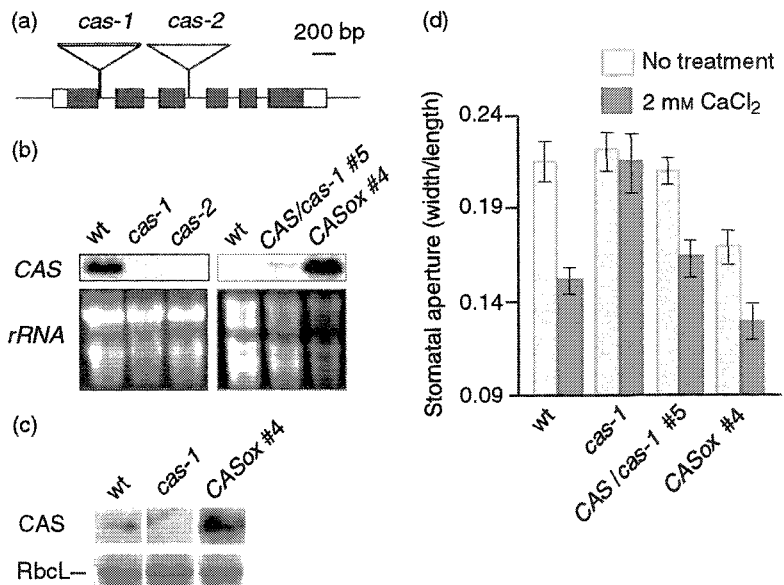 (a)
cas-1 cas-2
200 bp
(b)
wt cas-1 cas-2 wt CAS/cas-1 #5 CASox #4
CAS
rRNA
(c)
wt cas-1 CASox #4
CAS
RbcL
(d)
No treatment
2 mM CaCl₂
Stomatal aperture (width/length)
0.24
0.19
0.14
0.09
wt cas-1 CAS/cas-1 #5 CASox #4